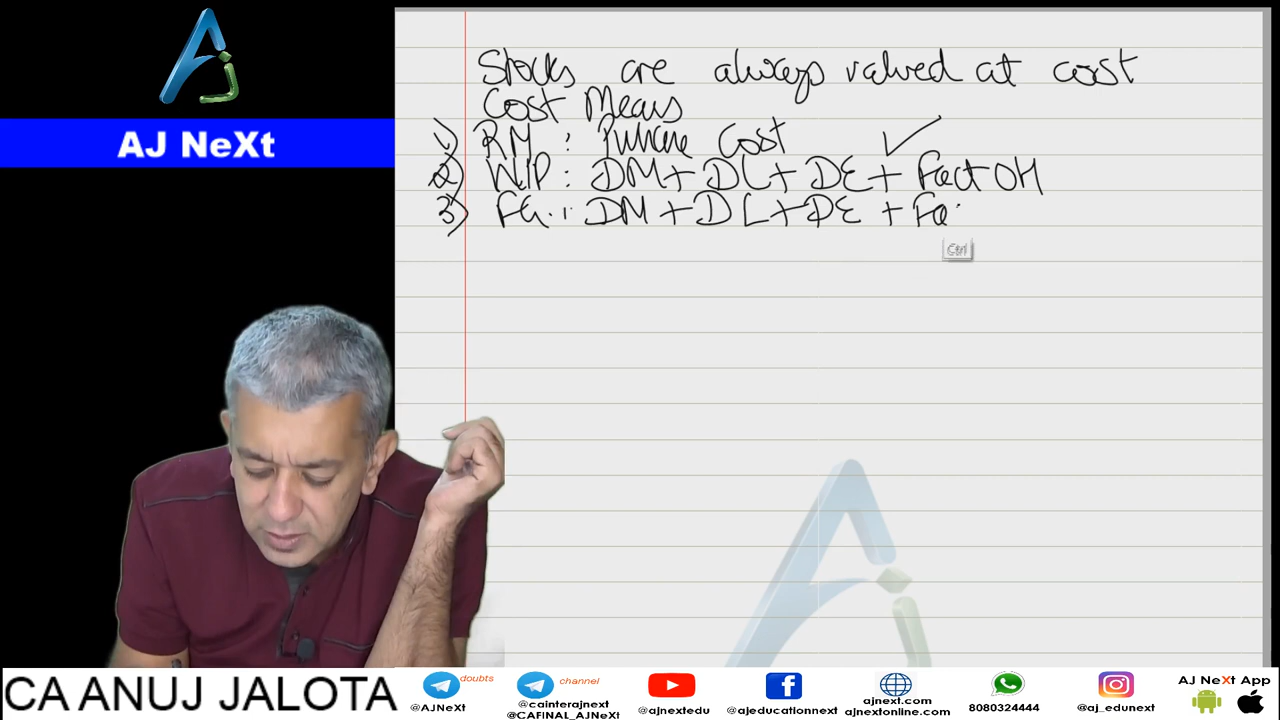 AJ
AJ NeXt
Stocks are always valued at cost
Cost Means
1) RM : Purchase Cost ✓
2) WIP : DM + DL + DE + Fact OH
3) FG. : DM + DL + DE + Fa
Ctrl
CA ANUJ JALOTA
doubts
@AJNeXt
channel
@cainterajnext
@CAFINAL_AJNeXt
@ajnextedu
@ajeducationnext
ajnext.com
ajnextonline.com
8080324444
@aj_edunext
AJ NeXt App